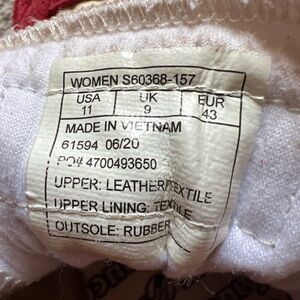 WOMEN S60368-157
USA UK EUR
11 9 43
MADE IN VIETNAM
61594 06/20
PO# 4700493650
UPPER: LEATHER/TEXTILE
UPPER LINING: TEXTILE
OUTSOLE: RUBBER